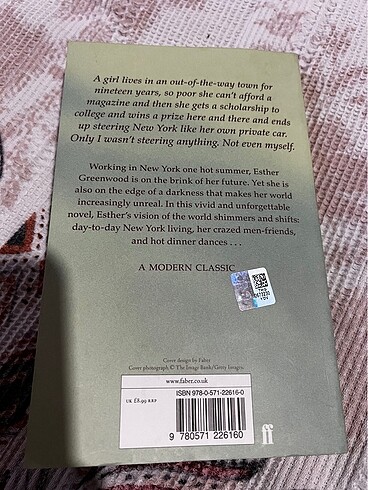 A girl lives in an out-of-the-way town for
nineteen years, so poor she can't afford a
magazine and then she gets a scholarship to
college and wins a prize here and there and ends
up steering New York like her own private car.
Only I wasn't steering anything. Not even myself.
Working in New York one hot summer, Esther
Greenwood is on the brink of her future. Yet she is
also on the edge of a darkness that makes her world
increasingly unreal. In this vivid and unforgettable
novel, Esther's vision of the world shimmers and shifts:
day-to-day New York living, her crazed men-friends,
and hot dinner dances . . .
A MODERN CLASSIC
Cover design by Faber
Cover photograph © The Image Bank/Getty Images
www.faber.co.uk
ISBN 978-0-571-22616-0
UK £8.99 RRP
9 780571 226160
ff